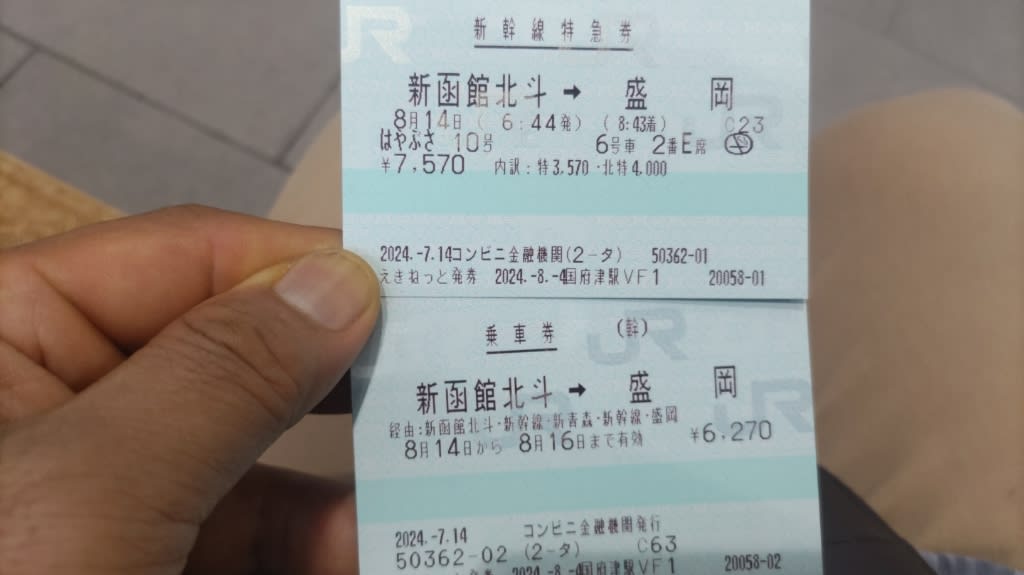 JR
新幹線特急券
新函館北斗 ➡ 盛 岡
8月14日 ( 6:44発) ( 8:43着) C23
はやぶさ 10号 6号車 2番E席
¥7,570 内訳:特3,570・北特4,000
2024.-7.14コンビニ金融機関(2-タ) 50362-01
えきねっと発券 2024.-8.-4国府津駅VF1 20058-01
乗車券 (幹)
新函館北斗 ➡ 盛 岡
経由:新函館北斗・新幹線・新青森・新幹線・盛岡
8月14日から 8月16日まで有効 ¥6,270
2024.-7.14 コンビニ金融機関発行
50362-02 (2-タ) C63
2024.-8.-4国府津駅VF1 20058-02